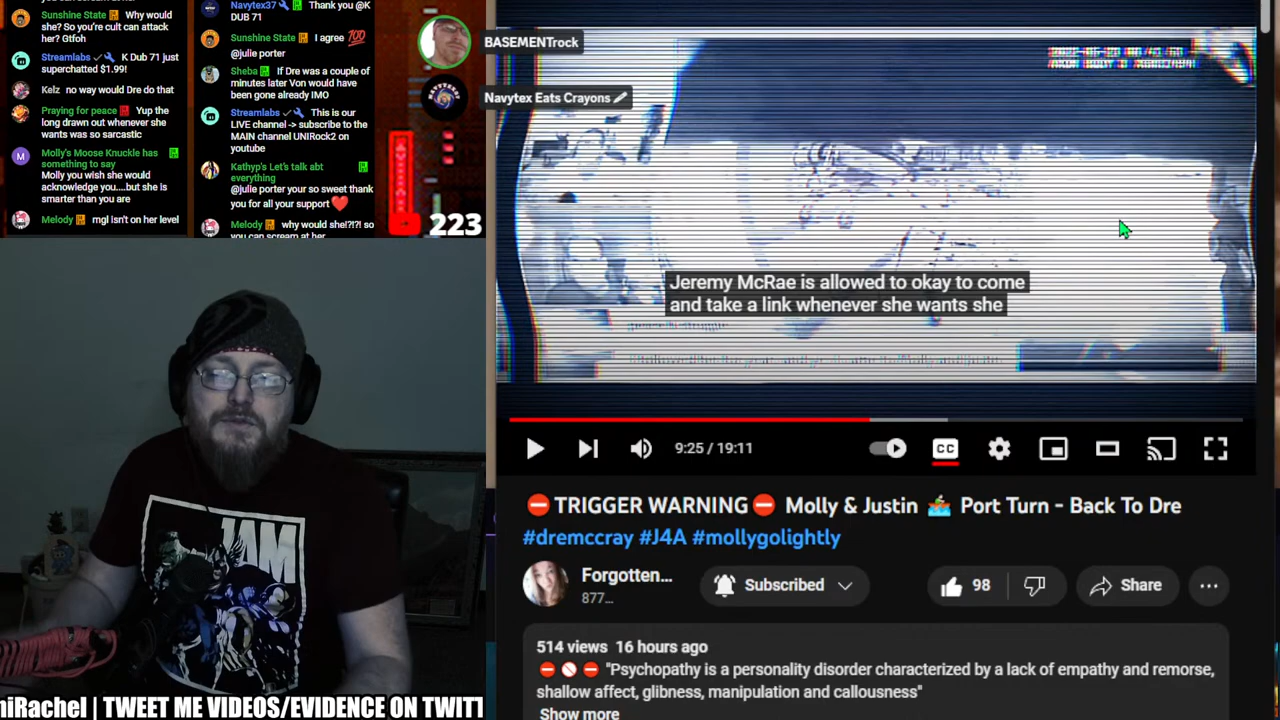 Sunshine State Why would
she? So you're cult can attack
her? Gtfoh
Streamlabs K Dub 71 just
superchatted $1.99!
Kelz no way would Dre do that
Praying for peace Yup the
long drawn out whenever she
wants was so sarcastic
Molly's Moose Knuckle has
something to say
Molly you wish she would
acknowledge you....but she is
smarter than you are
Melody mgl isn't on her level
Navytex37 Thank you @K
DUB 71
Sunshine State I agree 💯
@julie porter
Sheba If Dre was a couple of
minutes later Von would have
been gone already IMO
Streamlabs This is our
LIVE channel -> subscribe to the
MAIN channel UNIRock2 on
youtube
Kathyp's Let's talk abt
everything
@julie porter your so sweet thank
you for all your support ❤️
Melody why would she!?!?! so
you can scream at her
223
BASEMENTrock
Navytex Eats Crayons
Jeremy McRae is allowed to okay to come
and take a link whenever she wants she
9:25 / 19:11
CC
⛔TRIGGER WARNING⛔ Molly & Justin 🚣 Port Turn - Back To Dre
#dremccray #J4A #mollygolightly
Forgotten...
877...
Subscribed
98
Share
514 views 16 hours ago
⛔🚫⛔ "Psychopathy is a personality disorder characterized by a lack of empathy and remorse,
shallow affect, glibness, manipulation and callousness"
Show more
JAM
niRachel | TWEET ME VIDEOS/EVIDENCE ON TWITT